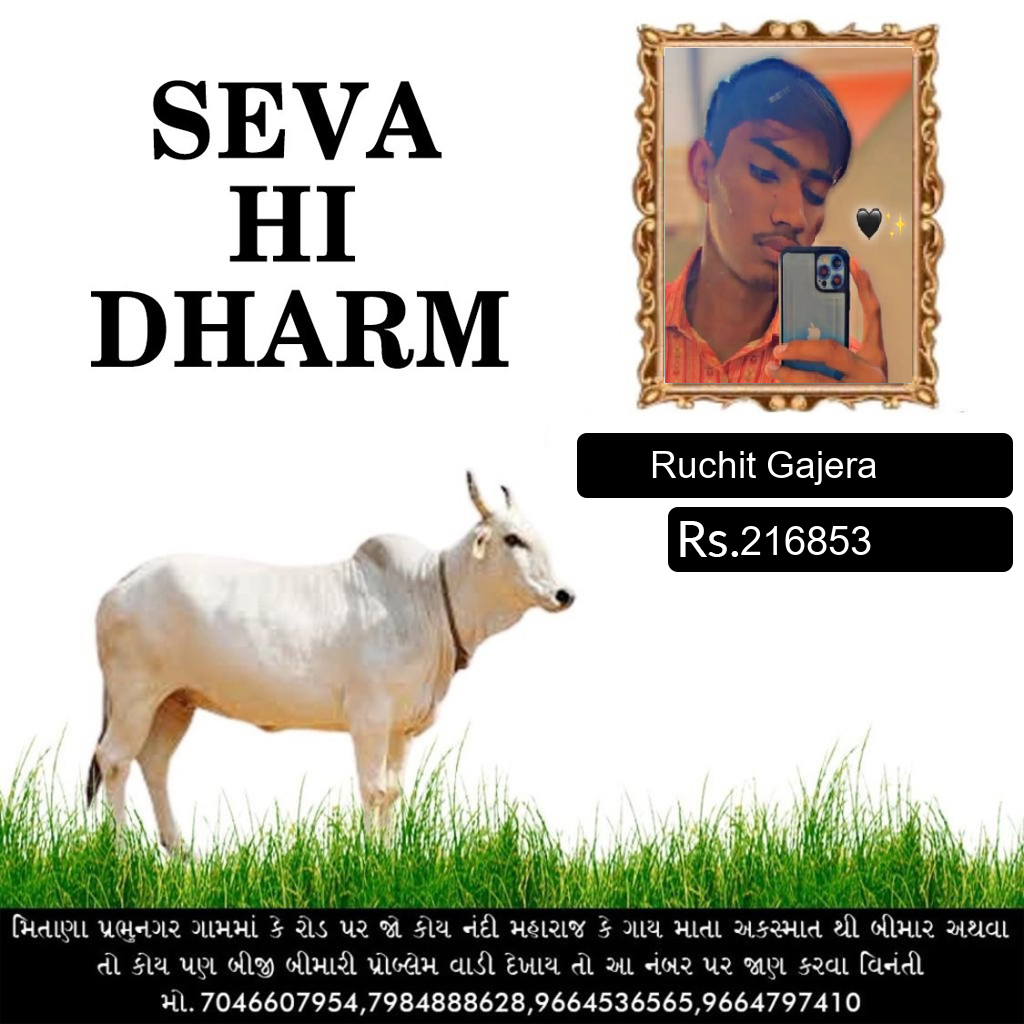 SEVA
HI
DHARM
Ruchit Gajera
Rs.216853
મિતાણા પ્રભુનગર ગામમાં કે રોડ પર જો કોય નંદી મહારાજ કે ગાય માતા અકસ્માત થી બીમાર અથવા
તો કોય પણ બીજી બીમારી પ્રોબ્લેમ વાડી દેખાય તો આ નંબર પર જાણ કરવા વિનંતી
મો. 7046607954,7984888628,9664536565,9664797410